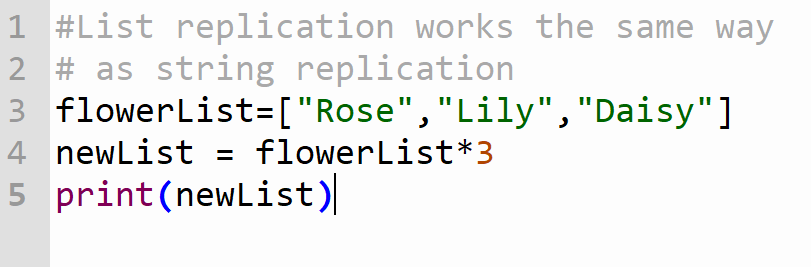 1 #List replication works the same way
2 # as string replication
3 flowerList=["Rose","Lily","Daisy"]
4 newList = flowerList*3
5 print(newList)